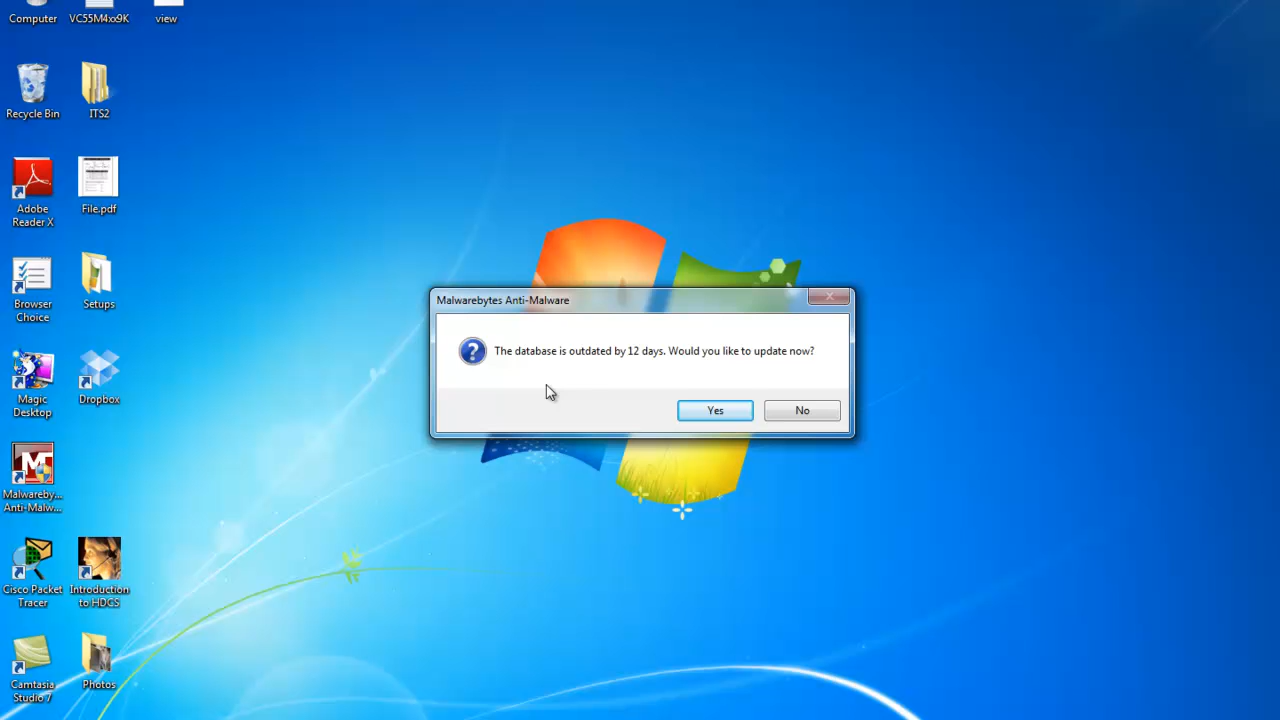 Computer
VC55M4xx9K
view
Recycle Bin
ITS2
Adobe
Reader X
File.pdf
Browser
Choice
Setups
Magic
Desktop
Dropbox
Malwareby...
Anti-Malw...
Cisco Packet
Tracer
Introduction
to HDCS
Camtasia
Studio 7
Photos
Malwarebytes Anti-Malware
The database is outdated by 12 days. Would you like to update now?
Yes
No